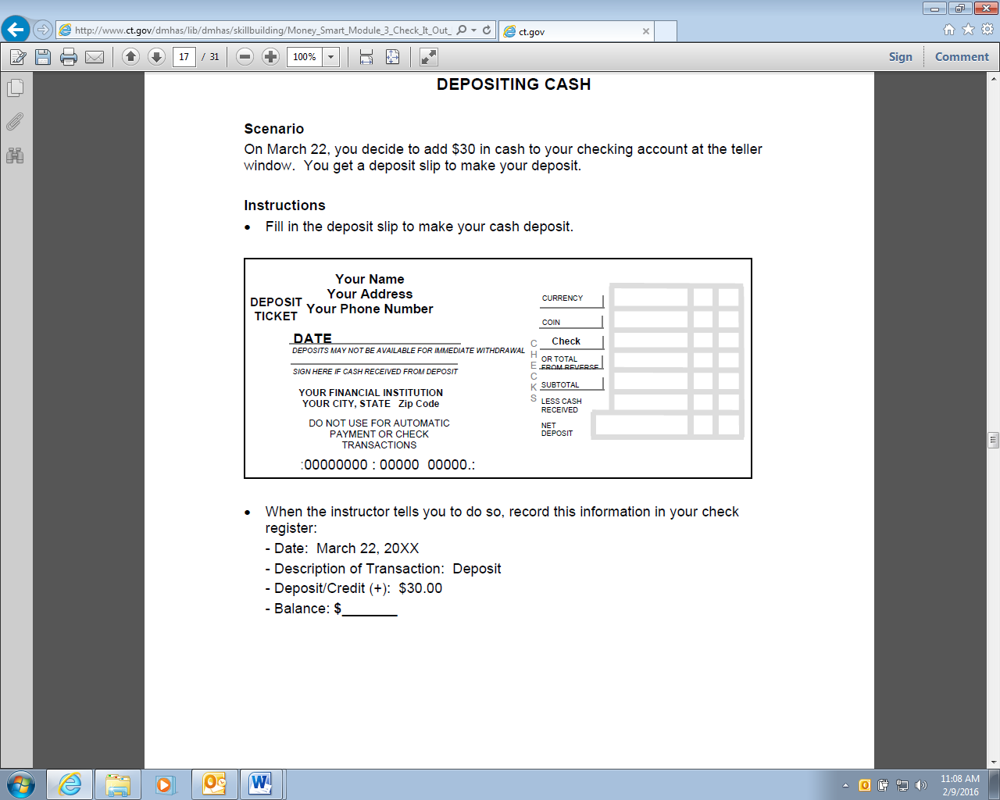 http://www.ct.gov/dmhas/lib/dmhas/skillbuilding/Money_Smart_Module_3_Check_It_Out_
ct.gov
17 / 31
100%
Sign
Comment
DEPOSITING CASH
Scenario
On March 22, you decide to add $30 in cash to your checking account at the teller
window. You get a deposit slip to make your deposit.
Instructions
• Fill in the deposit slip to make your cash deposit.
Your Name
Your Address
Your Phone Number
DEPOSIT
TICKET
DATE
DEPOSITS MAY NOT BE AVAILABLE FOR IMMEDIATE WITHDRAWAL
SIGN HERE IF CASH RECEIVED FROM DEPOSIT
YOUR FINANCIAL INSTITUTION
YOUR CITY, STATE Zip Code
DO NOT USE FOR AUTOMATIC
PAYMENT OR CHECK
TRANSACTIONS
:00000000 : 00000 00000.:
CHECKS
CURRENCY
COIN
Check
OR TOTAL
FROM REVERSE
SUBTOTAL
LESS CASH
RECEIVED
NET
DEPOSIT
• When the instructor tells you to do so, record this information in your check
register:
- Date: March 22, 20XX
- Description of Transaction: Deposit
- Deposit/Credit (+): $30.00
- Balance: $_______
11:08 AM
2/9/2016